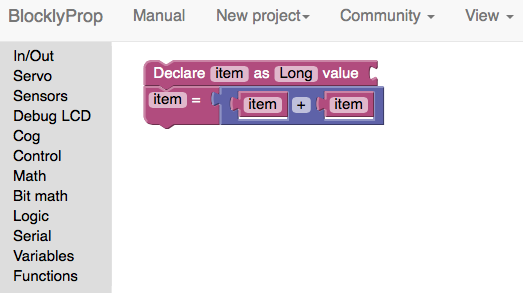 BlocklyProp Manual New project Community View
In/Out
Servo
Sensors
Debug LCD
Cog
Control
Math
Bit math
Logic
Serial
Variables
Functions
Declare item as Long value
item = item + item